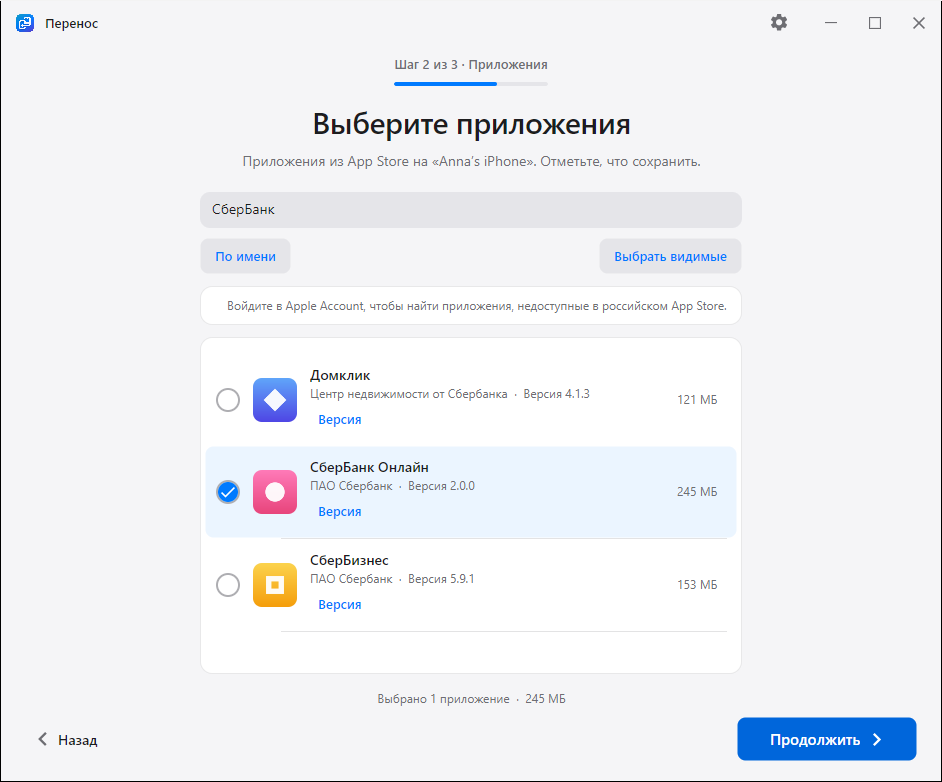 Перенос
Шаг 2 из 3 · Приложения
Выберите приложения
Приложения из App Store на «Anna’s iPhone». Отметьте, что сохранить.
СберБанк
По имени
Выбрать видимые
Войдите в Apple Account, чтобы найти приложения, недоступные в российском App Store.
Домклик
Центр недвижимости от Сбербанка · Версия 4.1.3
121 МБ
Версия
СберБанк Онлайн
ПАО Сбербанк · Версия 2.0.0
245 МБ
Версия
СберБизнес
ПАО Сбербанк · Версия 5.9.1
153 МБ
Версия
Выбрано 1 приложение · 245 МБ
Назад
Продолжить